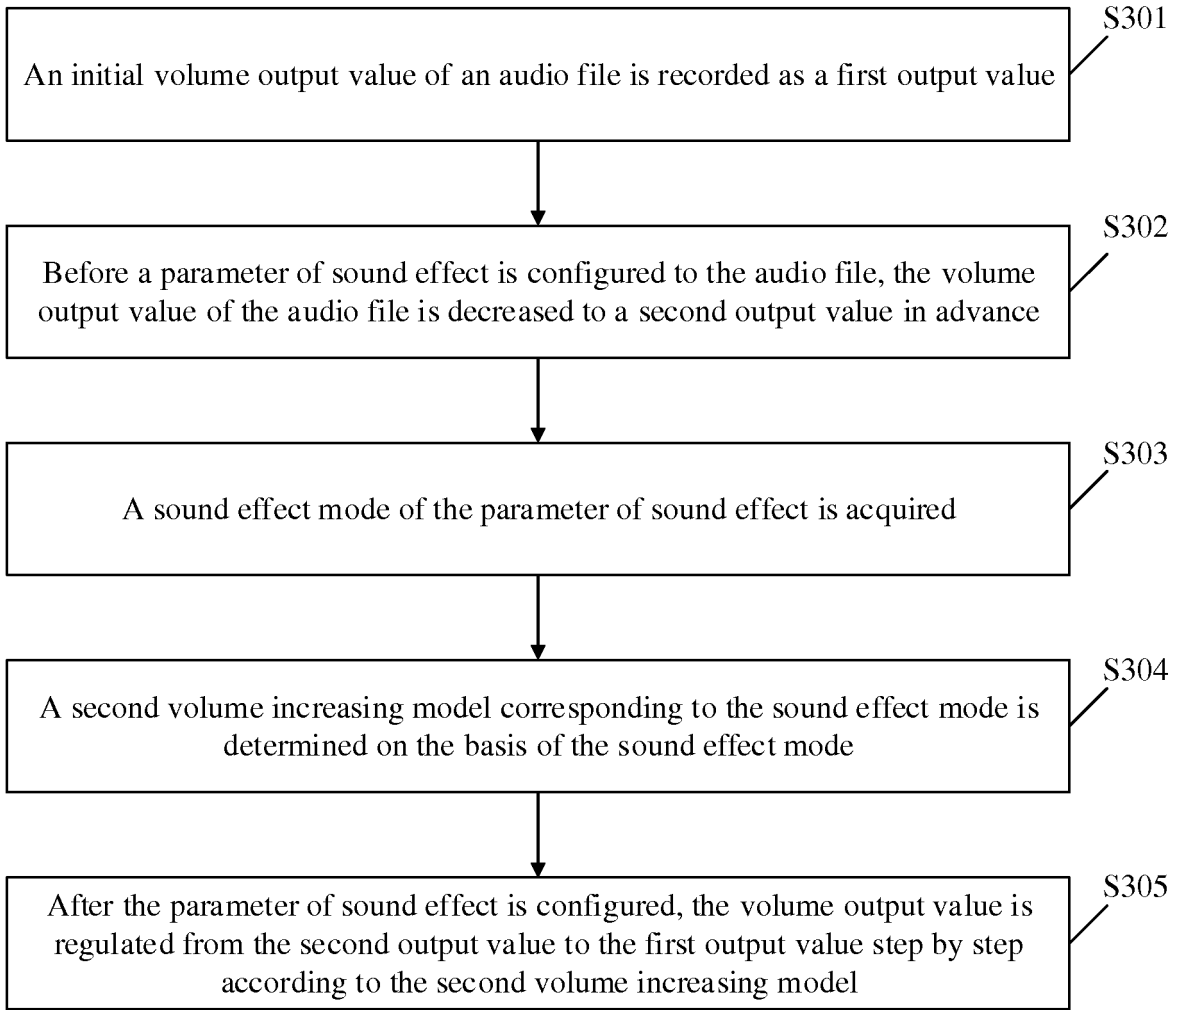 S301
An initial volume output value of an audio file is recorded as a first output value
S302
Before a parameter of sound effect is configured to the audio file, the volume
output value of the audio file is decreased to a second output value in advance
S303
A sound effect mode of the parameter of sound effect is acquired
S304
A second volume increasing model corresponding to the sound effect mode is
determined on the basis of the sound effect mode
S305
After the parameter of sound effect is configured, the volume output value is
regulated from the second output value to the first output value step by step
according to the second volume increasing model